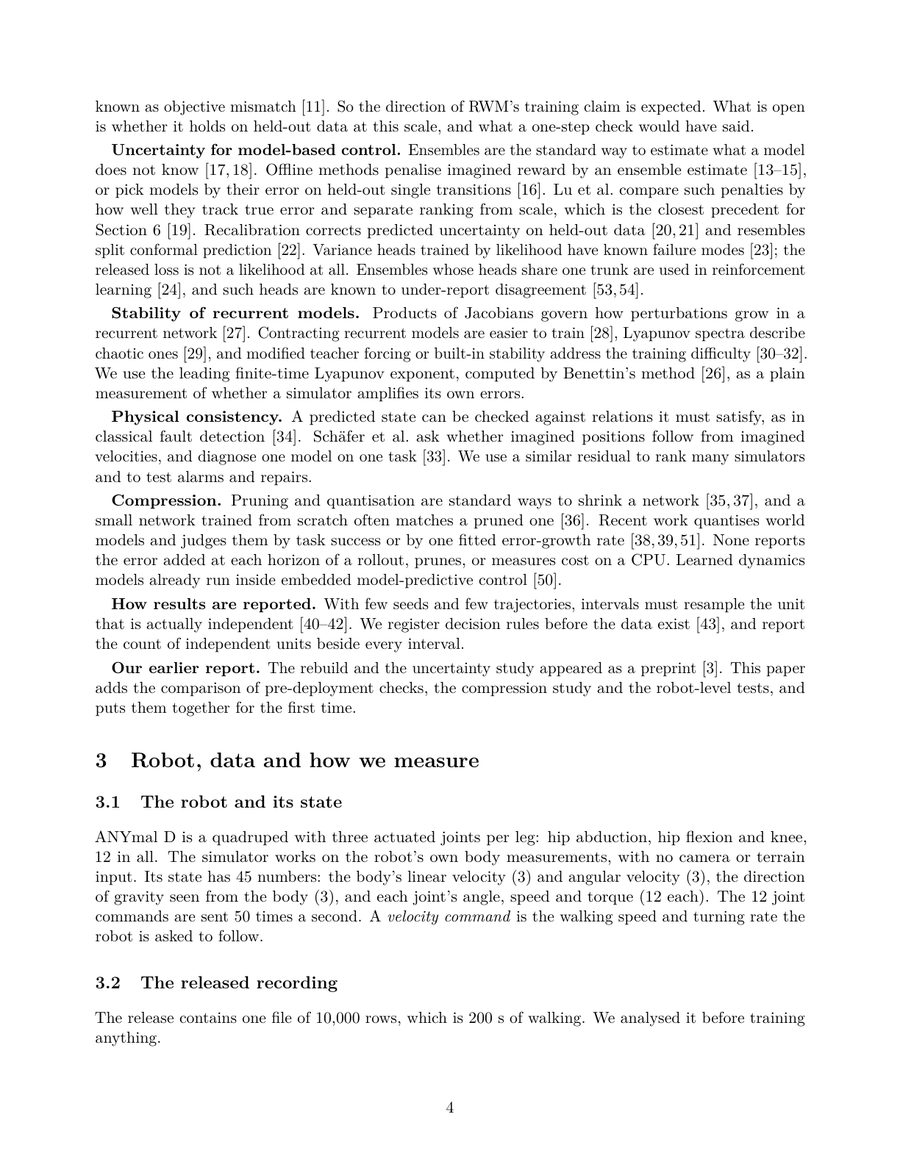 known as objective mismatch [11]. So the direction of RWM's training claim is expected. What is open
is whether it holds on held-out data at this scale, and what a one-step check would have said.
Uncertainty for model-based control. Ensembles are the standard way to estimate what a model
does not know [17, 18]. Offline methods penalise imagined reward by an ensemble estimate [13–15],
or pick models by their error on held-out single transitions [16]. Lu et al. compare such penalties by
how well they track true error and separate ranking from scale, which is the closest precedent for
Section 6 [19]. Recalibration corrects predicted uncertainty on held-out data [20, 21] and resembles
split conformal prediction [22]. Variance heads trained by likelihood have known failure modes [23]; the
released loss is not a likelihood at all. Ensembles whose heads share one trunk are used in reinforcement
learning [24], and such heads are known to under-report disagreement [53, 54].
Stability of recurrent models. Products of Jacobians govern how perturbations grow in a
recurrent network [27]. Contracting recurrent models are easier to train [28], Lyapunov spectra describe
chaotic ones [29], and modified teacher forcing or built-in stability address the training difficulty [30–32].
We use the leading finite-time Lyapunov exponent, computed by Benettin's method [26], as a plain
measurement of whether a simulator amplifies its own errors.
Physical consistency. A predicted state can be checked against relations it must satisfy, as in
classical fault detection [34]. Schäfer et al. ask whether imagined positions follow from imagined
velocities, and diagnose one model on one task [33]. We use a similar residual to rank many simulators
and to test alarms and repairs.
Compression. Pruning and quantisation are standard ways to shrink a network [35, 37], and a
small network trained from scratch often matches a pruned one [36]. Recent work quantises world
models and judges them by task success or by one fitted error-growth rate [38, 39, 51]. None reports
the error added at each horizon of a rollout, prunes, or measures cost on a CPU. Learned dynamics
models already run inside embedded model-predictive control [50].
How results are reported. With few seeds and few trajectories, intervals must resample the unit
that is actually independent [40–42]. We register decision rules before the data exist [43], and report
the count of independent units beside every interval.
Our earlier report. The rebuild and the uncertainty study appeared as a preprint [3]. This paper
adds the comparison of pre-deployment checks, the compression study and the robot-level tests, and
puts them together for the first time.
3 Robot, data and how we measure
3.1 The robot and its state
ANYmal D is a quadruped with three actuated joints per leg: hip abduction, hip flexion and knee,
12 in all. The simulator works on the robot's own body measurements, with no camera or terrain
input. Its state has 45 numbers: the body's linear velocity (3) and angular velocity (3), the direction
of gravity seen from the body (3), and each joint's angle, speed and torque (12 each). The 12 joint
commands are sent 50 times a second. A velocity command is the walking speed and turning rate the
robot is asked to follow.
3.2 The released recording
The release contains one file of 10,000 rows, which is 200 s of walking. We analysed it before training
anything.
4